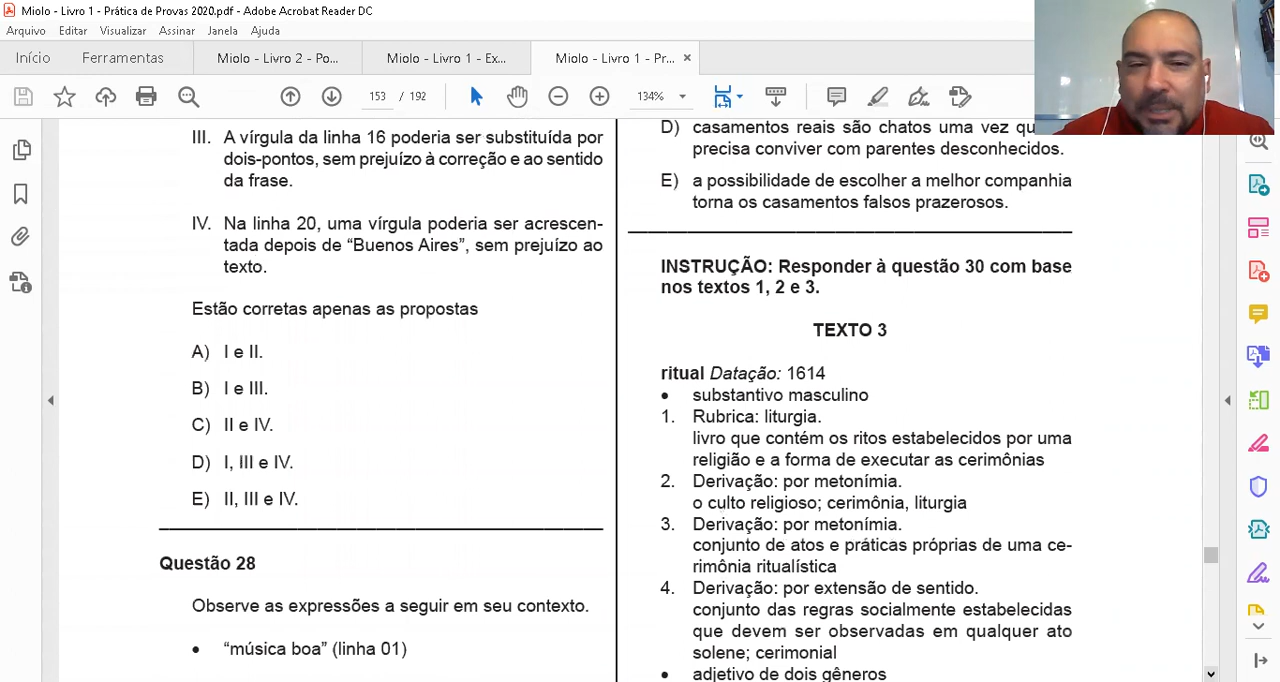 Miolo - Livro 1 - Prática de Provas 2020.pdf - Adobe Acrobat Reader DC
Arquivo Editar Visualizar Assinar Janela Ajuda
Início Ferramentas Miolo - Livro 2 - Po... Miolo - Livro 1 - Ex... Miolo - Livro 1 - Pr... ×
153 / 192 134%
III. A vírgula da linha 16 poderia ser substituída por
dois-pontos, sem prejuízo à correção e ao sentido
da frase.
IV. Na linha 20, uma vírgula poderia ser acrescen-
tada depois de “Buenos Aires”, sem prejuízo ao
texto.
Estão corretas apenas as propostas
A) I e II.
B) I e III.
C) II e IV.
D) I, III e IV.
E) II, III e IV.
Questão 28
Observe as expressões a seguir em seu contexto.
• “música boa” (linha 01)
D) casamentos reais são chatos uma vez
precisa conviver com parentes desconhecidos.
E) a possibilidade de escolher a melhor companhia
torna os casamentos falsos prazerosos.
INSTRUÇÃO: Responder à questão 30 com base
nos textos 1, 2 e 3.
TEXTO 3
ritual Datação: 1614
• substantivo masculino
1. Rubrica: liturgia.
livro que contém os ritos estabelecidos por uma
religião e a forma de executar as cerimônias
2. Derivação: por metonímia.
o culto religioso; cerimônia, liturgia
3. Derivação: por metonímia.
conjunto de atos e práticas próprias de uma ce-
rimônia ritualística
4. Derivação: por extensão de sentido.
conjunto das regras socialmente estabelecidas
que devem ser observadas em qualquer ato
solene; cerimonial
• adjetivo de dois gêneros